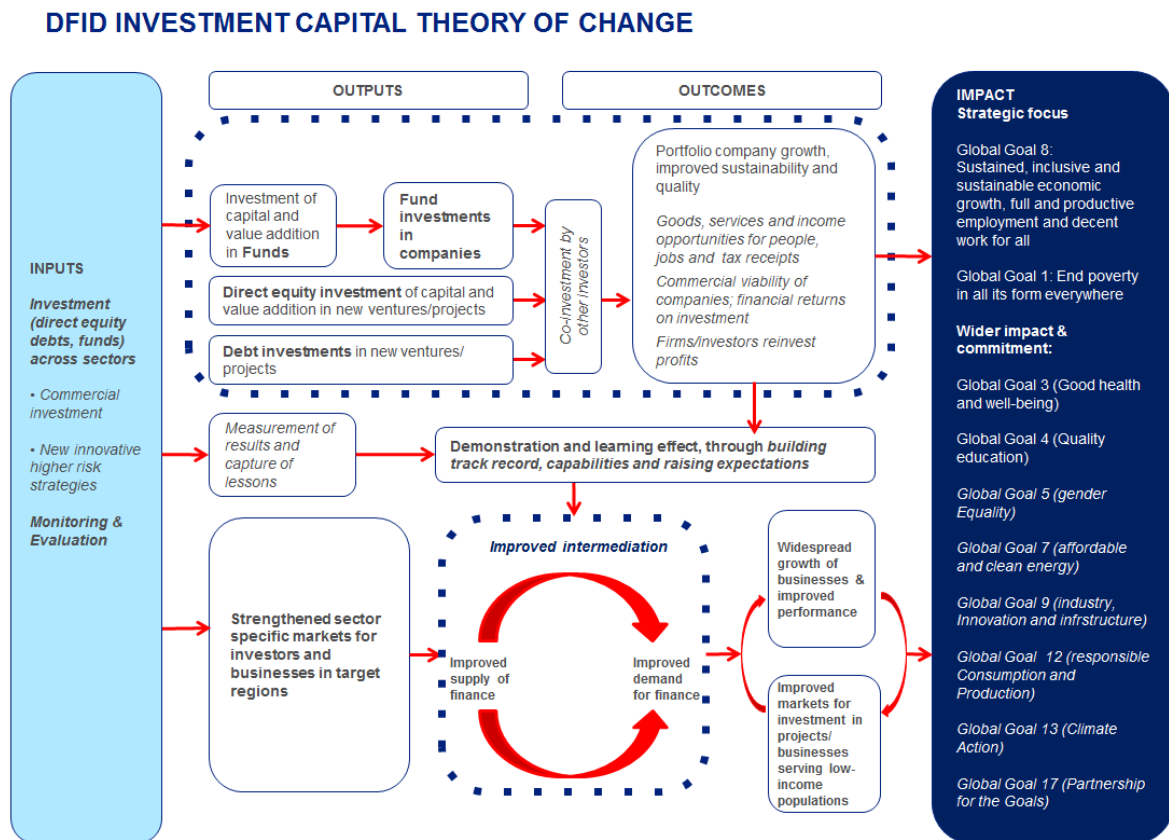 DFID INVESTMENT CAPITAL THEORY OF CHANGE
INPUTS
Investment
(direct equity
debts, funds)
across sectors
• Commercial
investment
• New innovative
higher risk
strategies
Monitoring &
Evaluation
OUTPUTS
OUTCOMES
Investment of
capital and
value addition
in Funds
Fund
investments
in
companies
Direct equity investment of capital and
value addition in new ventures/projects
Debt investments in new ventures/
projects
Co-investment by
other investors
Portfolio company growth,
improved sustainability and
quality
Goods, services and income
opportunities for people,
jobs and tax receipts
Commercial viability of
companies; financial returns
on investment
Firms/investors reinvest
profits
Measurement of
results and
capture of
lessons
Demonstration and learning effect, through building
track record, capabilities and raising expectations
Strengthened sector
specific markets for
investors and
businesses in target
regions
Improved intermediation
Improved
supply of
finance
Improved
demand
for finance
Widespread
growth of
businesses &
improved
performance
Improved
markets for
investment in
projects/
businesses
serving low-
income
populations
IMPACT
Strategic focus
Global Goal 8:
Sustained, inclusive and
sustainable economic
growth, full and productive
employment and decent
work for all
Global Goal 1: End poverty
in all its form everywhere
Wider impact &
commitment:
Global Goal 3 (Good health
and well-being)
Global Goal 4 (Quality
education)
Global Goal 5 (gender
Equality)
Global Goal 7 (affordable
and clean energy)
Global Goal 9 (industry,
Innovation and infrstructure)
Global Goal 12 (responsible
Consumption and
Production)
Global Goal 13 (Climate
Action)
Global Goal 17 (Partnership
for the Goals)